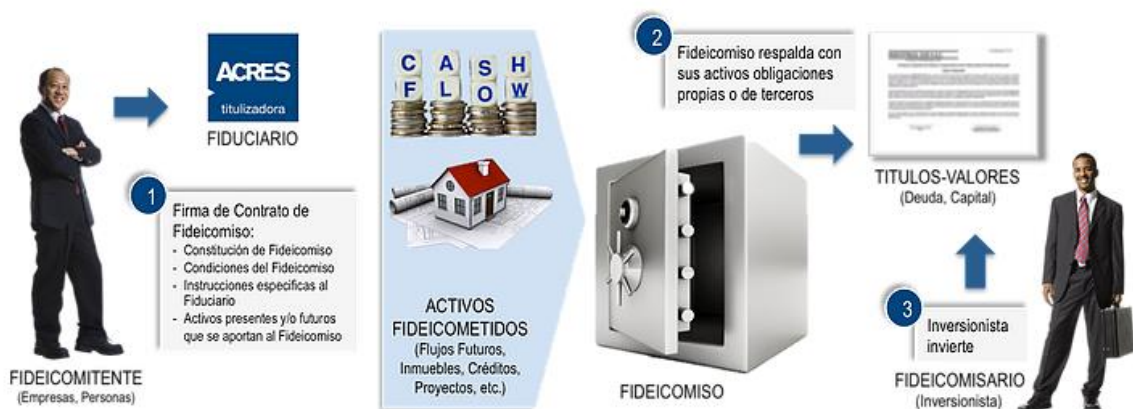 ACRES
titulizadora
FIDUCIARIO
1
Firma de Contrato de
Fideicomiso:
- Constitución de Fideicomiso
- Condiciones del Fideicomiso
- Instrucciones especificas al
Fiduciario
- Activos presentes y/o futuros
que se aportan al Fideicomiso
FIDEICOMITENTE
(Empresas, Personas)
CASH
FLOW
ACTIVOS
FIDEICOMETIDOS
(Flujos Futuros,
Inmuebles, Créditos,
Proyectos, etc.)
2
Fideicomiso respalda con
sus activos obligaciones
propias o de terceros
FIDEICOMISO
TITULOS-VALORES
(Deuda, Capital)
3
Inversionista
invierte
FIDEICOMISARIO
(Inversionista)